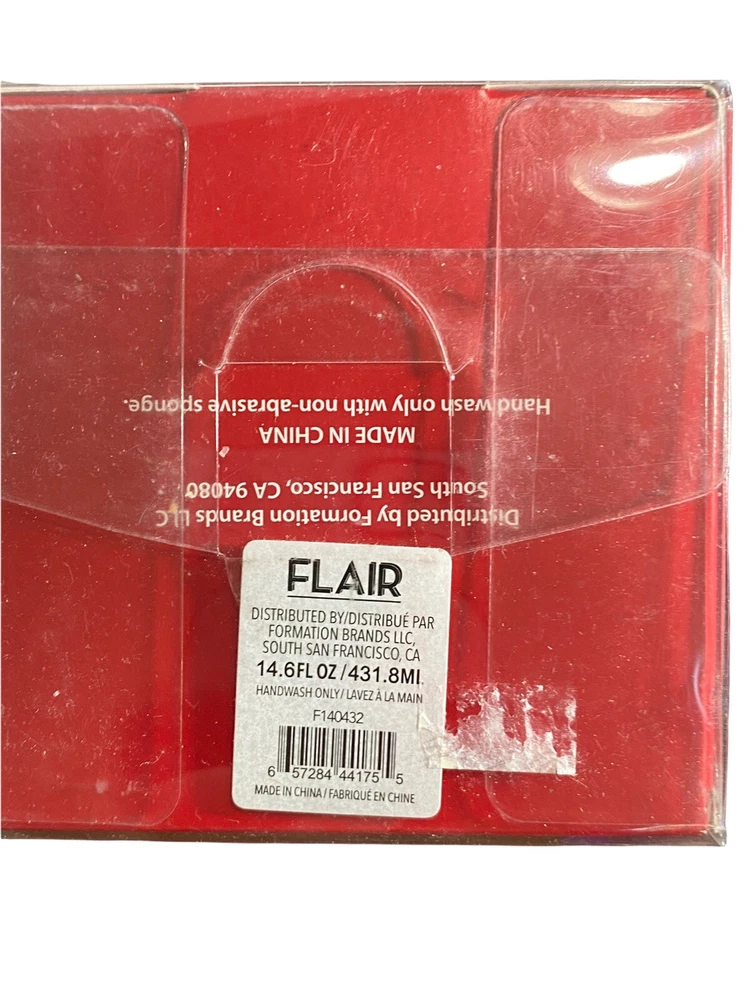 Hand wash only with non-abrasive sponge.
MADE IN CHINA
South San Francisco, CA 94080
Distributed by Formation Brands LLC
FLAIR
DISTRIBUTED BY/DISTRIBUÉ PAR
FORMATION BRANDS LLC,
SOUTH SAN FRANCISCO, CA
14.6FL OZ/431.8ML
HANDWASH ONLY/LAVEZ À LA MAIN
F140432
6 57284 44175 5
MADE IN CHINA/FABRIQUÉ EN CHINE